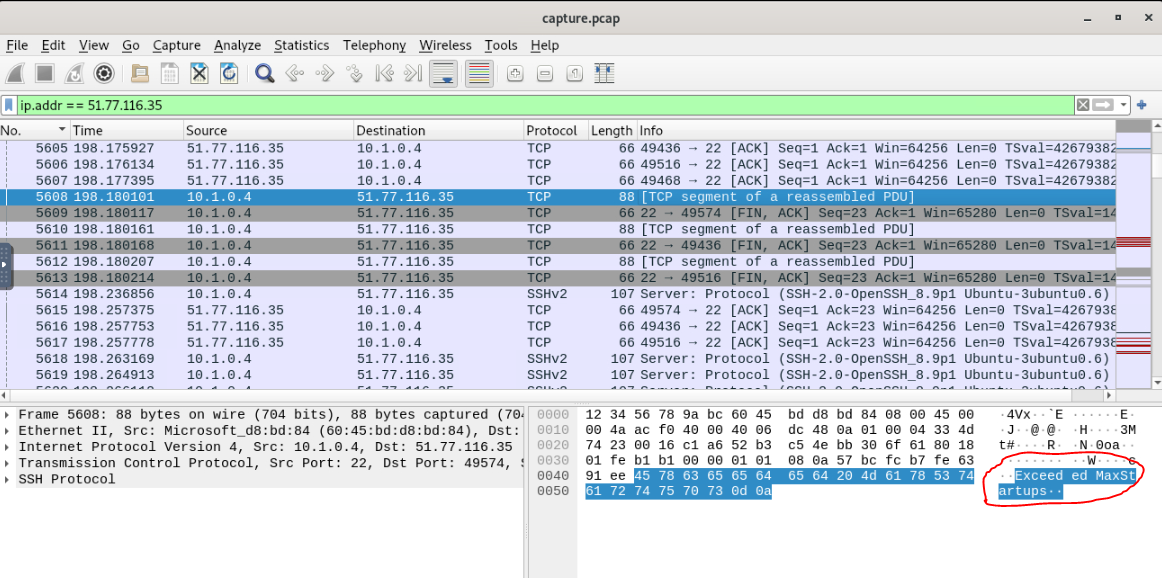 capture.pcap
File Edit View Go Capture Analyze Statistics Telephony Wireless Tools Help
ip.addr == 51.77.116.35
No. Time Source Destination Protocol Length Info
5605 198.175927 51.77.116.35 10.1.0.4 TCP 66 49436 → 22 [ACK] Seq=1 Ack=1 Win=64256 Len=0 TSval=42679382
5606 198.176134 51.77.116.35 10.1.0.4 TCP 66 49516 → 22 [ACK] Seq=1 Ack=1 Win=64256 Len=0 TSval=42679382
5607 198.177395 51.77.116.35 10.1.0.4 TCP 66 49468 → 22 [ACK] Seq=1 Ack=1 Win=64256 Len=0 TSval=42679382
5608 198.180101 10.1.0.4 51.77.116.35 TCP 88 [TCP segment of a reassembled PDU]
5609 198.180117 10.1.0.4 51.77.116.35 TCP 66 22 → 49574 [FIN, ACK] Seq=23 Ack=1 Win=65280 Len=0 TSval=14
5610 198.180161 10.1.0.4 51.77.116.35 TCP 88 [TCP segment of a reassembled PDU]
5611 198.180168 10.1.0.4 51.77.116.35 TCP 66 22 → 49436 [FIN, ACK] Seq=23 Ack=1 Win=65280 Len=0 TSval=14
5612 198.180207 10.1.0.4 51.77.116.35 TCP 88 [TCP segment of a reassembled PDU]
5613 198.180214 10.1.0.4 51.77.116.35 TCP 66 22 → 49516 [FIN, ACK] Seq=23 Ack=1 Win=65280 Len=0 TSval=14
5614 198.236856 10.1.0.4 51.77.116.35 SSHv2 107 Server: Protocol (SSH-2.0-OpenSSH_8.9p1 Ubuntu-3ubuntu0.6)
5615 198.257375 51.77.116.35 10.1.0.4 TCP 66 49574 → 22 [ACK] Seq=1 Ack=23 Win=64256 Len=0 TSval=4267938
5616 198.257753 51.77.116.35 10.1.0.4 TCP 66 49436 → 22 [ACK] Seq=1 Ack=23 Win=64256 Len=0 TSval=4267938
5617 198.257778 51.77.116.35 10.1.0.4 TCP 66 49516 → 22 [ACK] Seq=1 Ack=23 Win=64256 Len=0 TSval=4267938
5618 198.263169 10.1.0.4 51.77.116.35 SSHv2 107 Server: Protocol (SSH-2.0-OpenSSH_8.9p1 Ubuntu-3ubuntu0.6)
5619 198.264913 10.1.0.4 51.77.116.35 SSHv2 107 Server: Protocol (SSH-2.0-OpenSSH_8.9p1 Ubuntu-3ubuntu0.6)
Frame 5608: 88 bytes on wire (704 bits), 88 bytes captured (704
Ethernet II, Src: Microsoft_d8:bd:84 (60:45:bd:d8:bd:84), Dst:
Internet Protocol Version 4, Src: 10.1.0.4, Dst: 51.77.116.35
Transmission Control Protocol, Src Port: 22, Dst Port: 49574, S
SSH Protocol
0000 12 34 56 78 9a bc 60 45 bd d8 bd 84 08 00 45 00 ·4Vx··`E ······E·
0010 00 4a ac f0 40 00 40 06 dc 48 0a 01 00 04 33 4d ·J··@·@· ·H····3M
0020 74 23 00 16 c1 a6 52 b3 c5 4e bb 30 6f 61 80 18 t#····R· ·N·0oa··
0030 01 fe b1 b1 00 00 01 01 08 0a 57 bc fc b7 fe 63 ········ ··W····c
0040 91 ee 45 78 63 65 65 64 65 64 20 4d 61 78 53 74 ··Exceed ed MaxSt
0050 61 72 74 75 70 73 0d 0a artups··